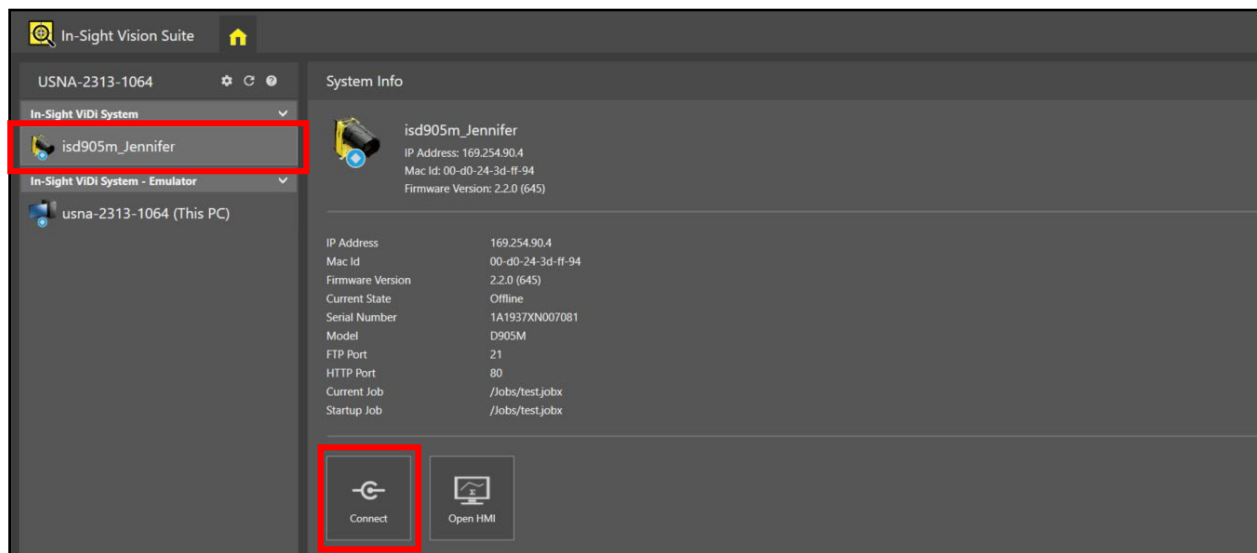 In-Sight Vision Suite
USNA-2313-1064
In-Sight ViDi System
isd905m_Jennifer
In-Sight ViDi System - Emulator
usna-2313-1064 (This PC)
System Info
isd905m_Jennifer
IP Address: 169.254.90.4
Mac Id: 00-d0-24-3d-ff-94
Firmware Version: 2.2.0 (645)
IP Address 169.254.90.4
Mac Id 00-d0-24-3d-ff-94
Firmware Version 2.2.0 (645)
Current State Offline
Serial Number 1A1937XN007081
Model D905M
FTP Port 21
HTTP Port 80
Current Job /Jobs/test.jobx
Startup Job /Jobs/test.jobx
Connect
Open HMI